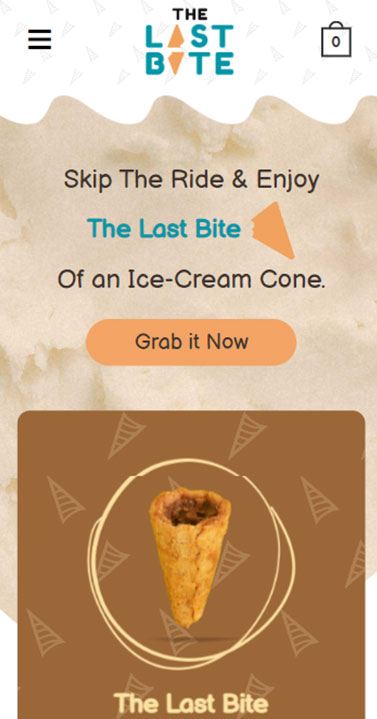 THE
LAST
BITE
0
Skip The Ride & Enjoy
The Last Bite
Of an Ice-Cream Cone.
Grab it Now
The Last Bite